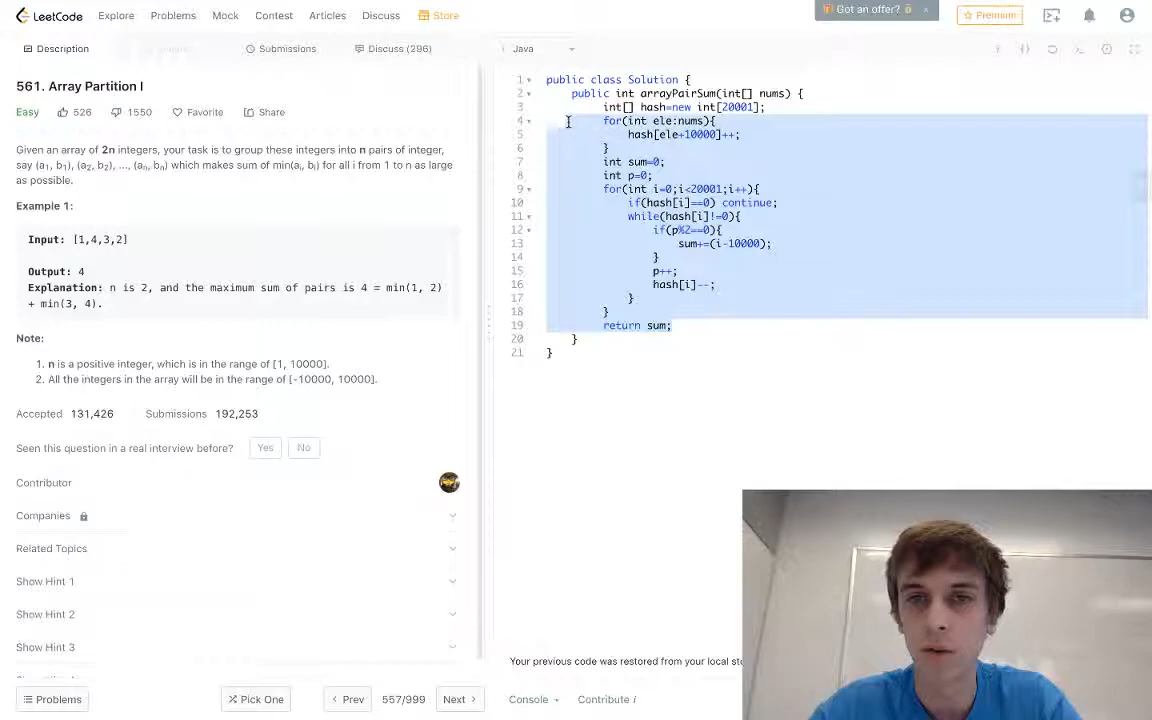 LeetCode
Explore
Problems
Mock
Contest
Articles
Discuss
Store
Got an offer?
Premium
Description
Submissions
Discuss (296)
Java
561. Array Partition I
Easy
526
1550
Favorite
Share
Given an array of 2n integers, your task is to group these integers into n pairs of integer,
say (a1, b1), (a2, b2), ..., (an, bn) which makes sum of min(ai, bi) for all i from 1 to n as large
as possible.
Example 1:
Input: [1,4,3,2]
Output: 4
Explanation: n is 2, and the maximum sum of pairs is 4 = min(1, 2)
+ min(3, 4).
Note:
1. n is a positive integer, which is in the range of [1, 10000].
2. All the integers in the array will be in the range of [-10000, 10000].
Accepted 131,426 Submissions 192,253
Seen this question in a real interview before? Yes No
Contributor
Companies
Related Topics
Show Hint 1
Show Hint 2
Show Hint 3
Problems
Pick One
< Prev
557/999
Next >
1 public class Solution {
2 public int arrayPairSum(int[] nums) {
3 int[] hash=new int[20001];
4 for(int ele:nums){
5 hash[ele+10000]++;
6 }
7 int sum=0;
8 int p=0;
9 for(int i=0;i<20001;i++){
10 if(hash[i]==0) continue;
11 while(hash[i]!=0){
12 if(p%2==0){
13 sum+=(i-10000);
14 }
15 p++;
16 hash[i]--;
17 }
18 }
19 return sum;
20 }
21 }
Your previous code was restored from your local
Console
Contribute i